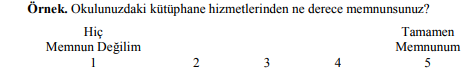 Örnek. Okulunuzdaki kütüphane hizmetlerinden ne derece memnunsunuz?
Hiç Tamamen
Memnun Değilim Memnunum
1 2 3 4 5